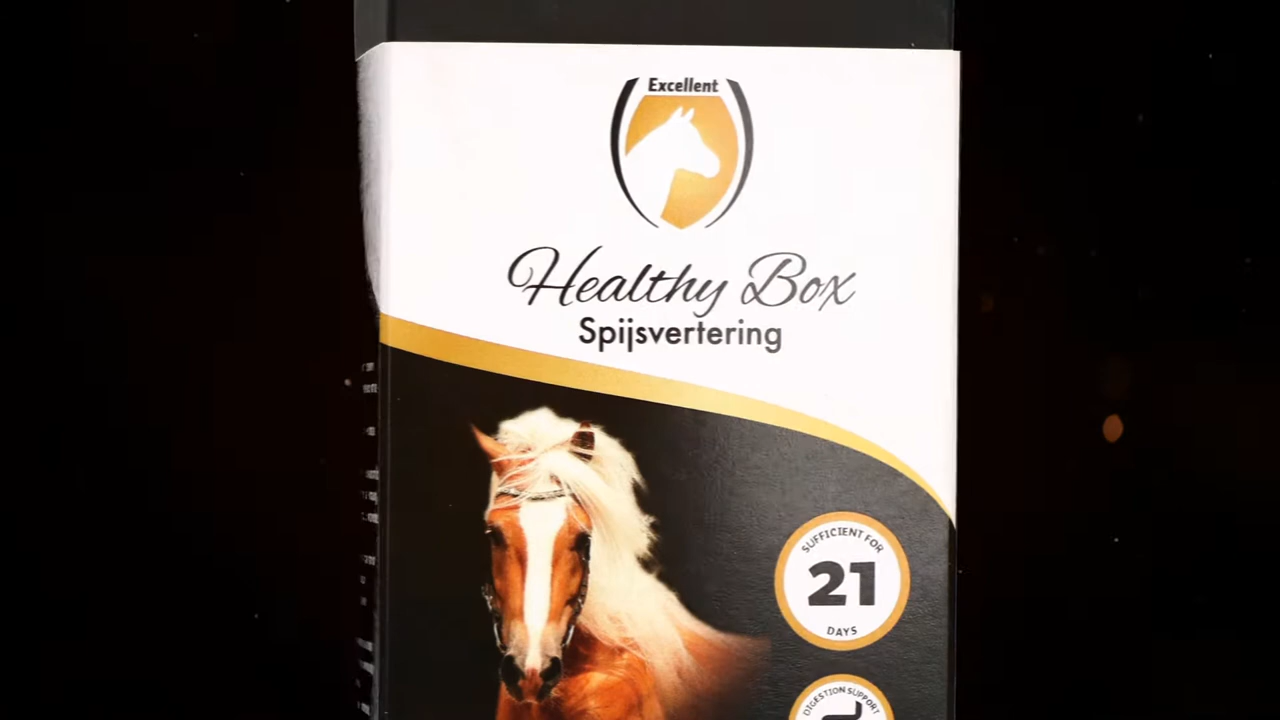 Excellent
Healthy Box
Spijsvertering
SUFFICIENT FOR
21
DAYS
DIGESTION SUPPORT